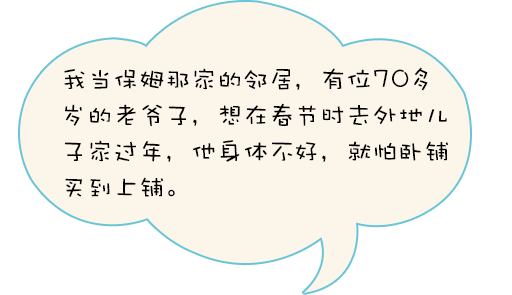 我当保姆那家的邻居，有位70多
岁的老爷子，想在春节时去外地儿
子家过年，他身体不好，就怕卧铺
买到上铺。